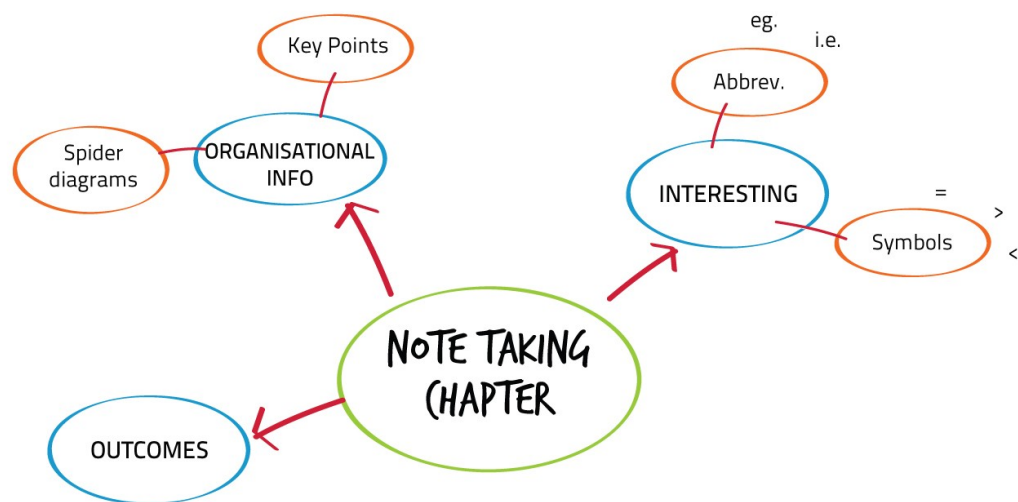 Key Points
Spider
diagrams
ORGANISATIONAL
INFO
eg.
i.e.
Abbrev.
INTERESTING
=
>
<
Symbols
NOTE TAKING
CHAPTER
OUTCOMES